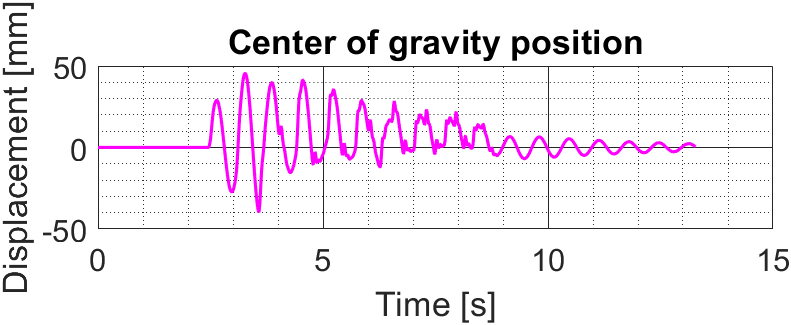 Center of gravity position
Displacement [mm]
50
0
-50
0 5 10 15
Time [s]